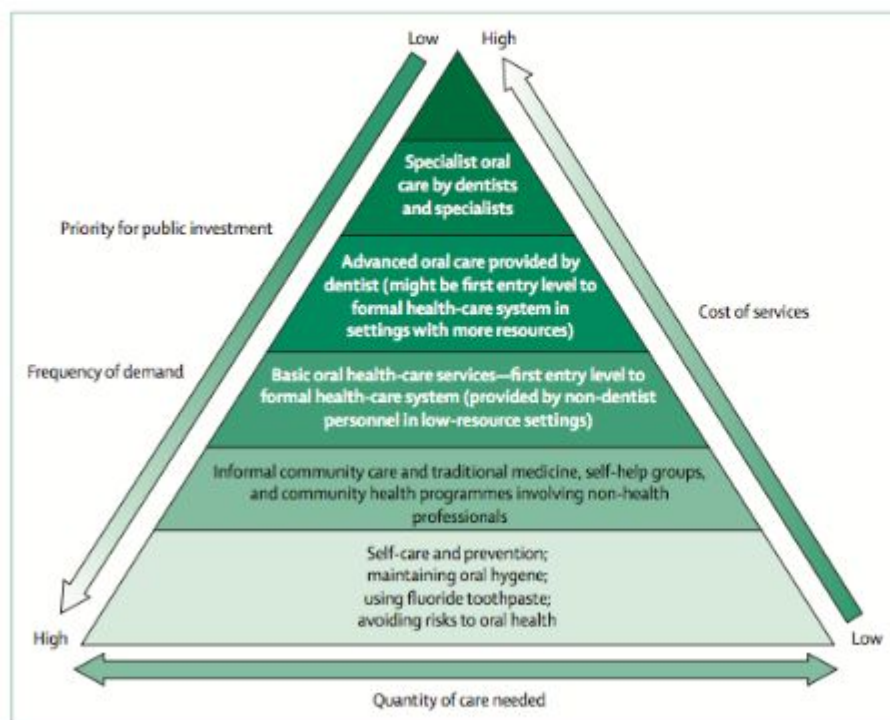 Low
High
Specialist oral
care by dentists
and specialists
Priority for public investment
Advanced oral care provided by
dentist (might be first entry level to
formal health-care system in
settings with more resources)
Cost of services
Frequency of demand
Basic oral health-care services—first entry level to
formal health-care system (provided by non-dentist
personnel in low-resource settings)
Informal community care and traditional medicine, self-help groups,
and community health programmes involving non-health
professionals
Self-care and prevention;
maintaining oral hygene;
using fluoride toothpaste;
avoiding risks to oral health
High
Low
Quantity of care needed